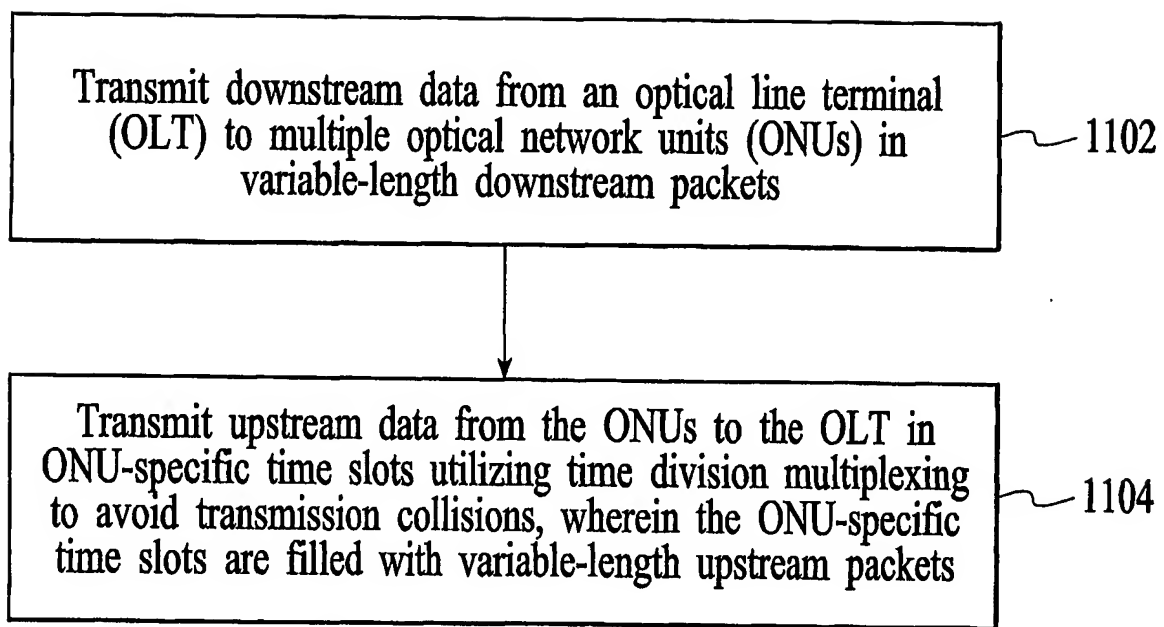 Transmit downstream data from an optical line terminal
(OLT) to multiple optical network units (ONUs) in
variable-length downstream packets
1102
Transmit upstream data from the ONUs to the OLT in
ONU-specific time slots utilizing time division multiplexing
to avoid transmission collisions, wherein the ONU-specific
time slots are filled with variable-length upstream packets
1104